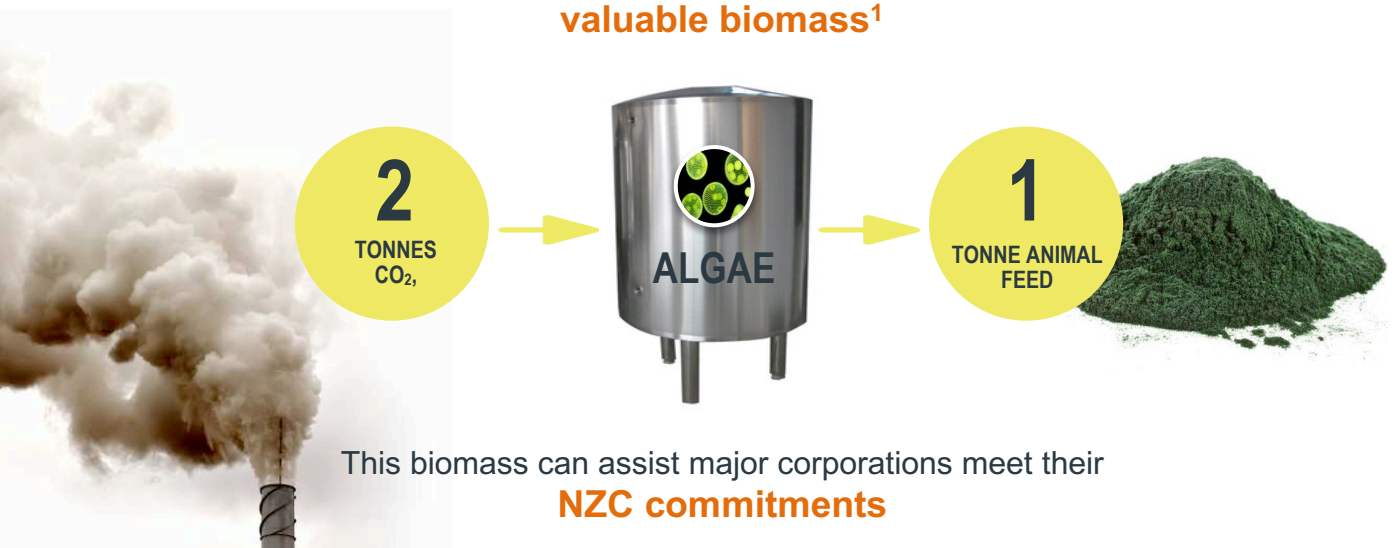 valuable biomass¹
2
TONNES
CO₂,
ALGAE
1
TONNE ANIMAL
FEED
This biomass can assist major corporations meet their
NZC commitments